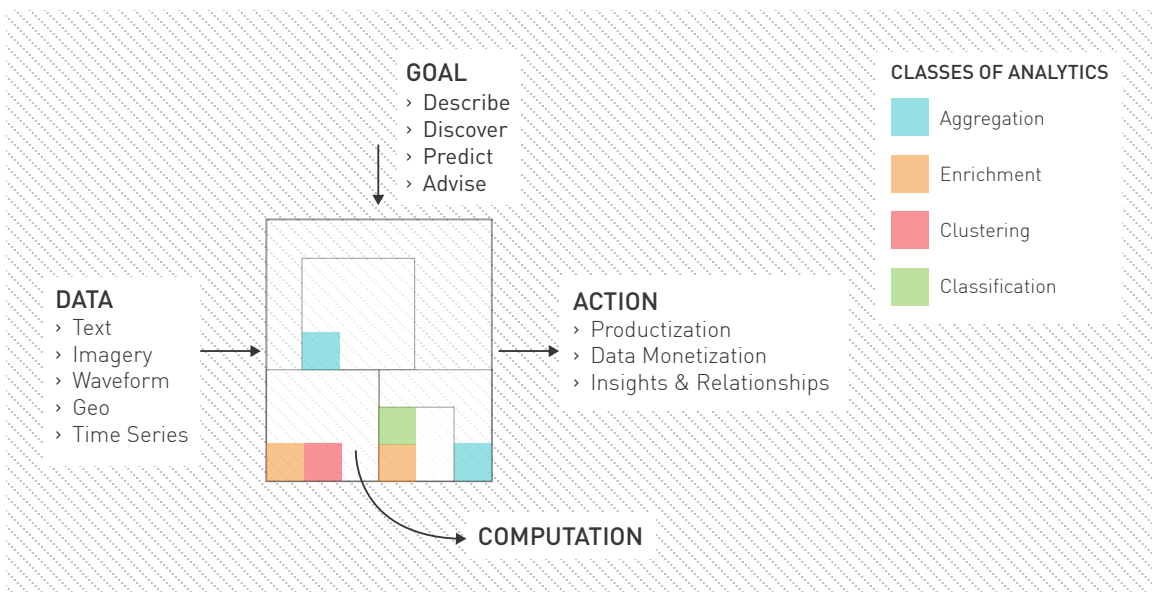 GOAL
› Describe
› Discover
› Predict
› Advise
CLASSES OF ANALYTICS
Aggregation
Enrichment
Clustering
Classification
DATA
› Text
› Imagery
› Waveform
› Geo
› Time Series
ACTION
› Productization
› Data Monetization
› Insights & Relationships
COMPUTATION